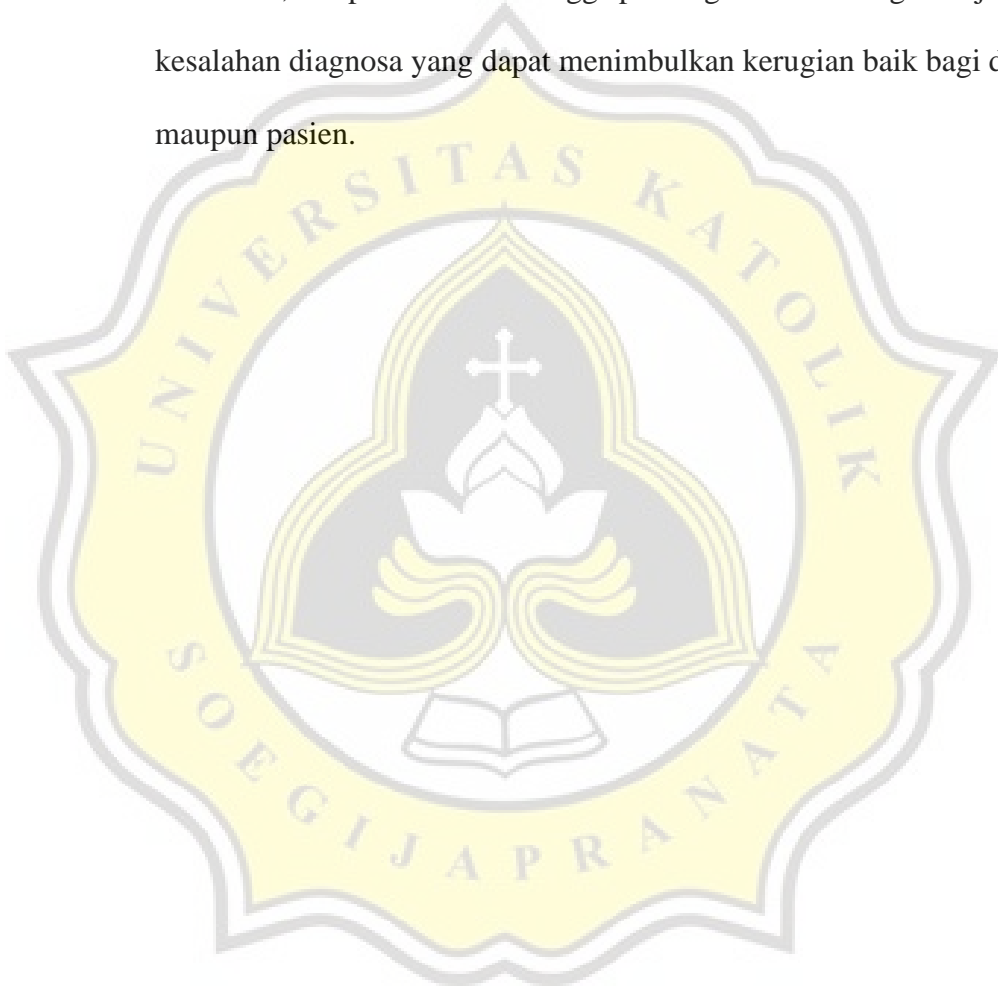 kesalahan diagnosa yang dapat menimbulkan kerugian baik bagi
maupun pasien.
UNIVERSITAS KATOLIK
SOEGIJAPRANATA